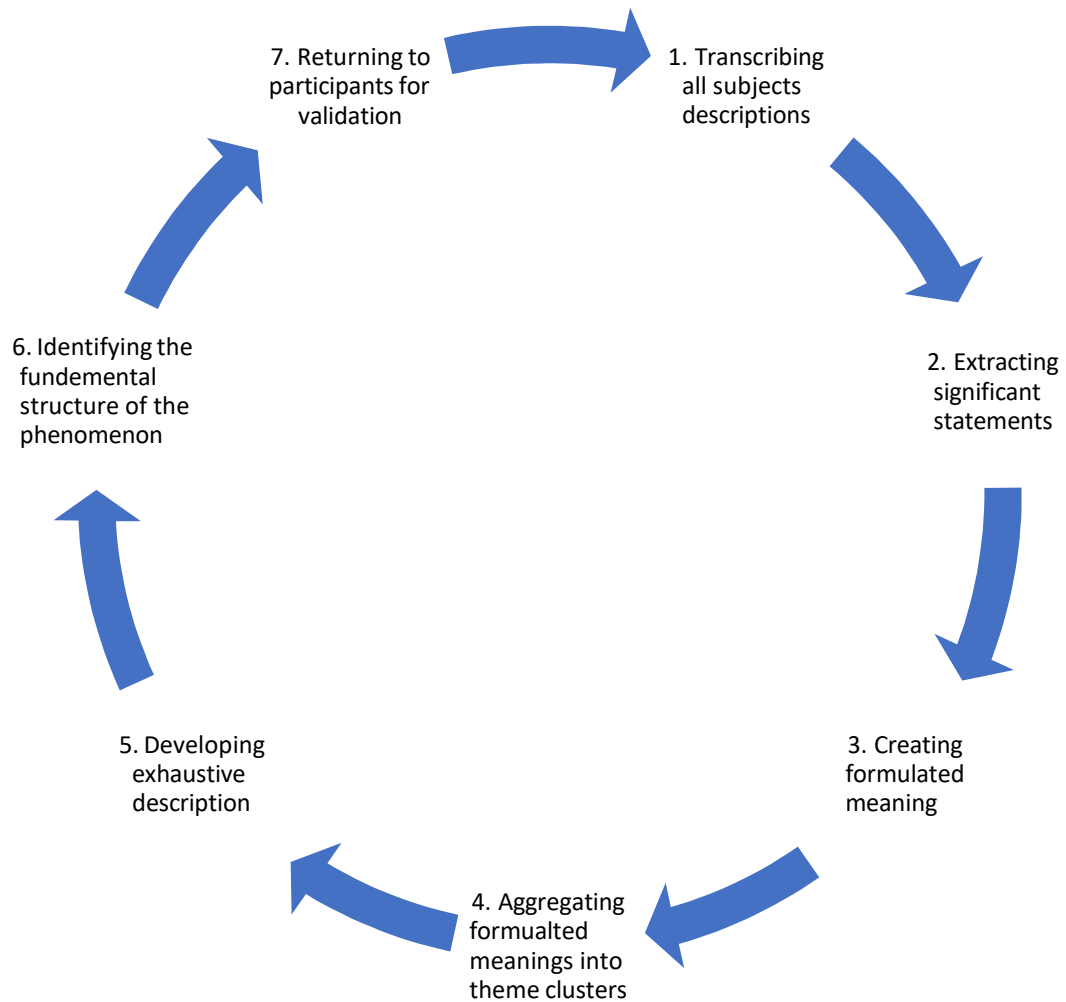 1. Transcribing
all subjects
descriptions
2. Extracting
significant
statements
3. Creating
formulated
meaning
4. Aggregating
formualted
meanings into
theme clusters
5. Developing
exhaustive
description
6. Identifying the
fundemental
structure of the
phenomenon
7. Returning to
participants for
validation